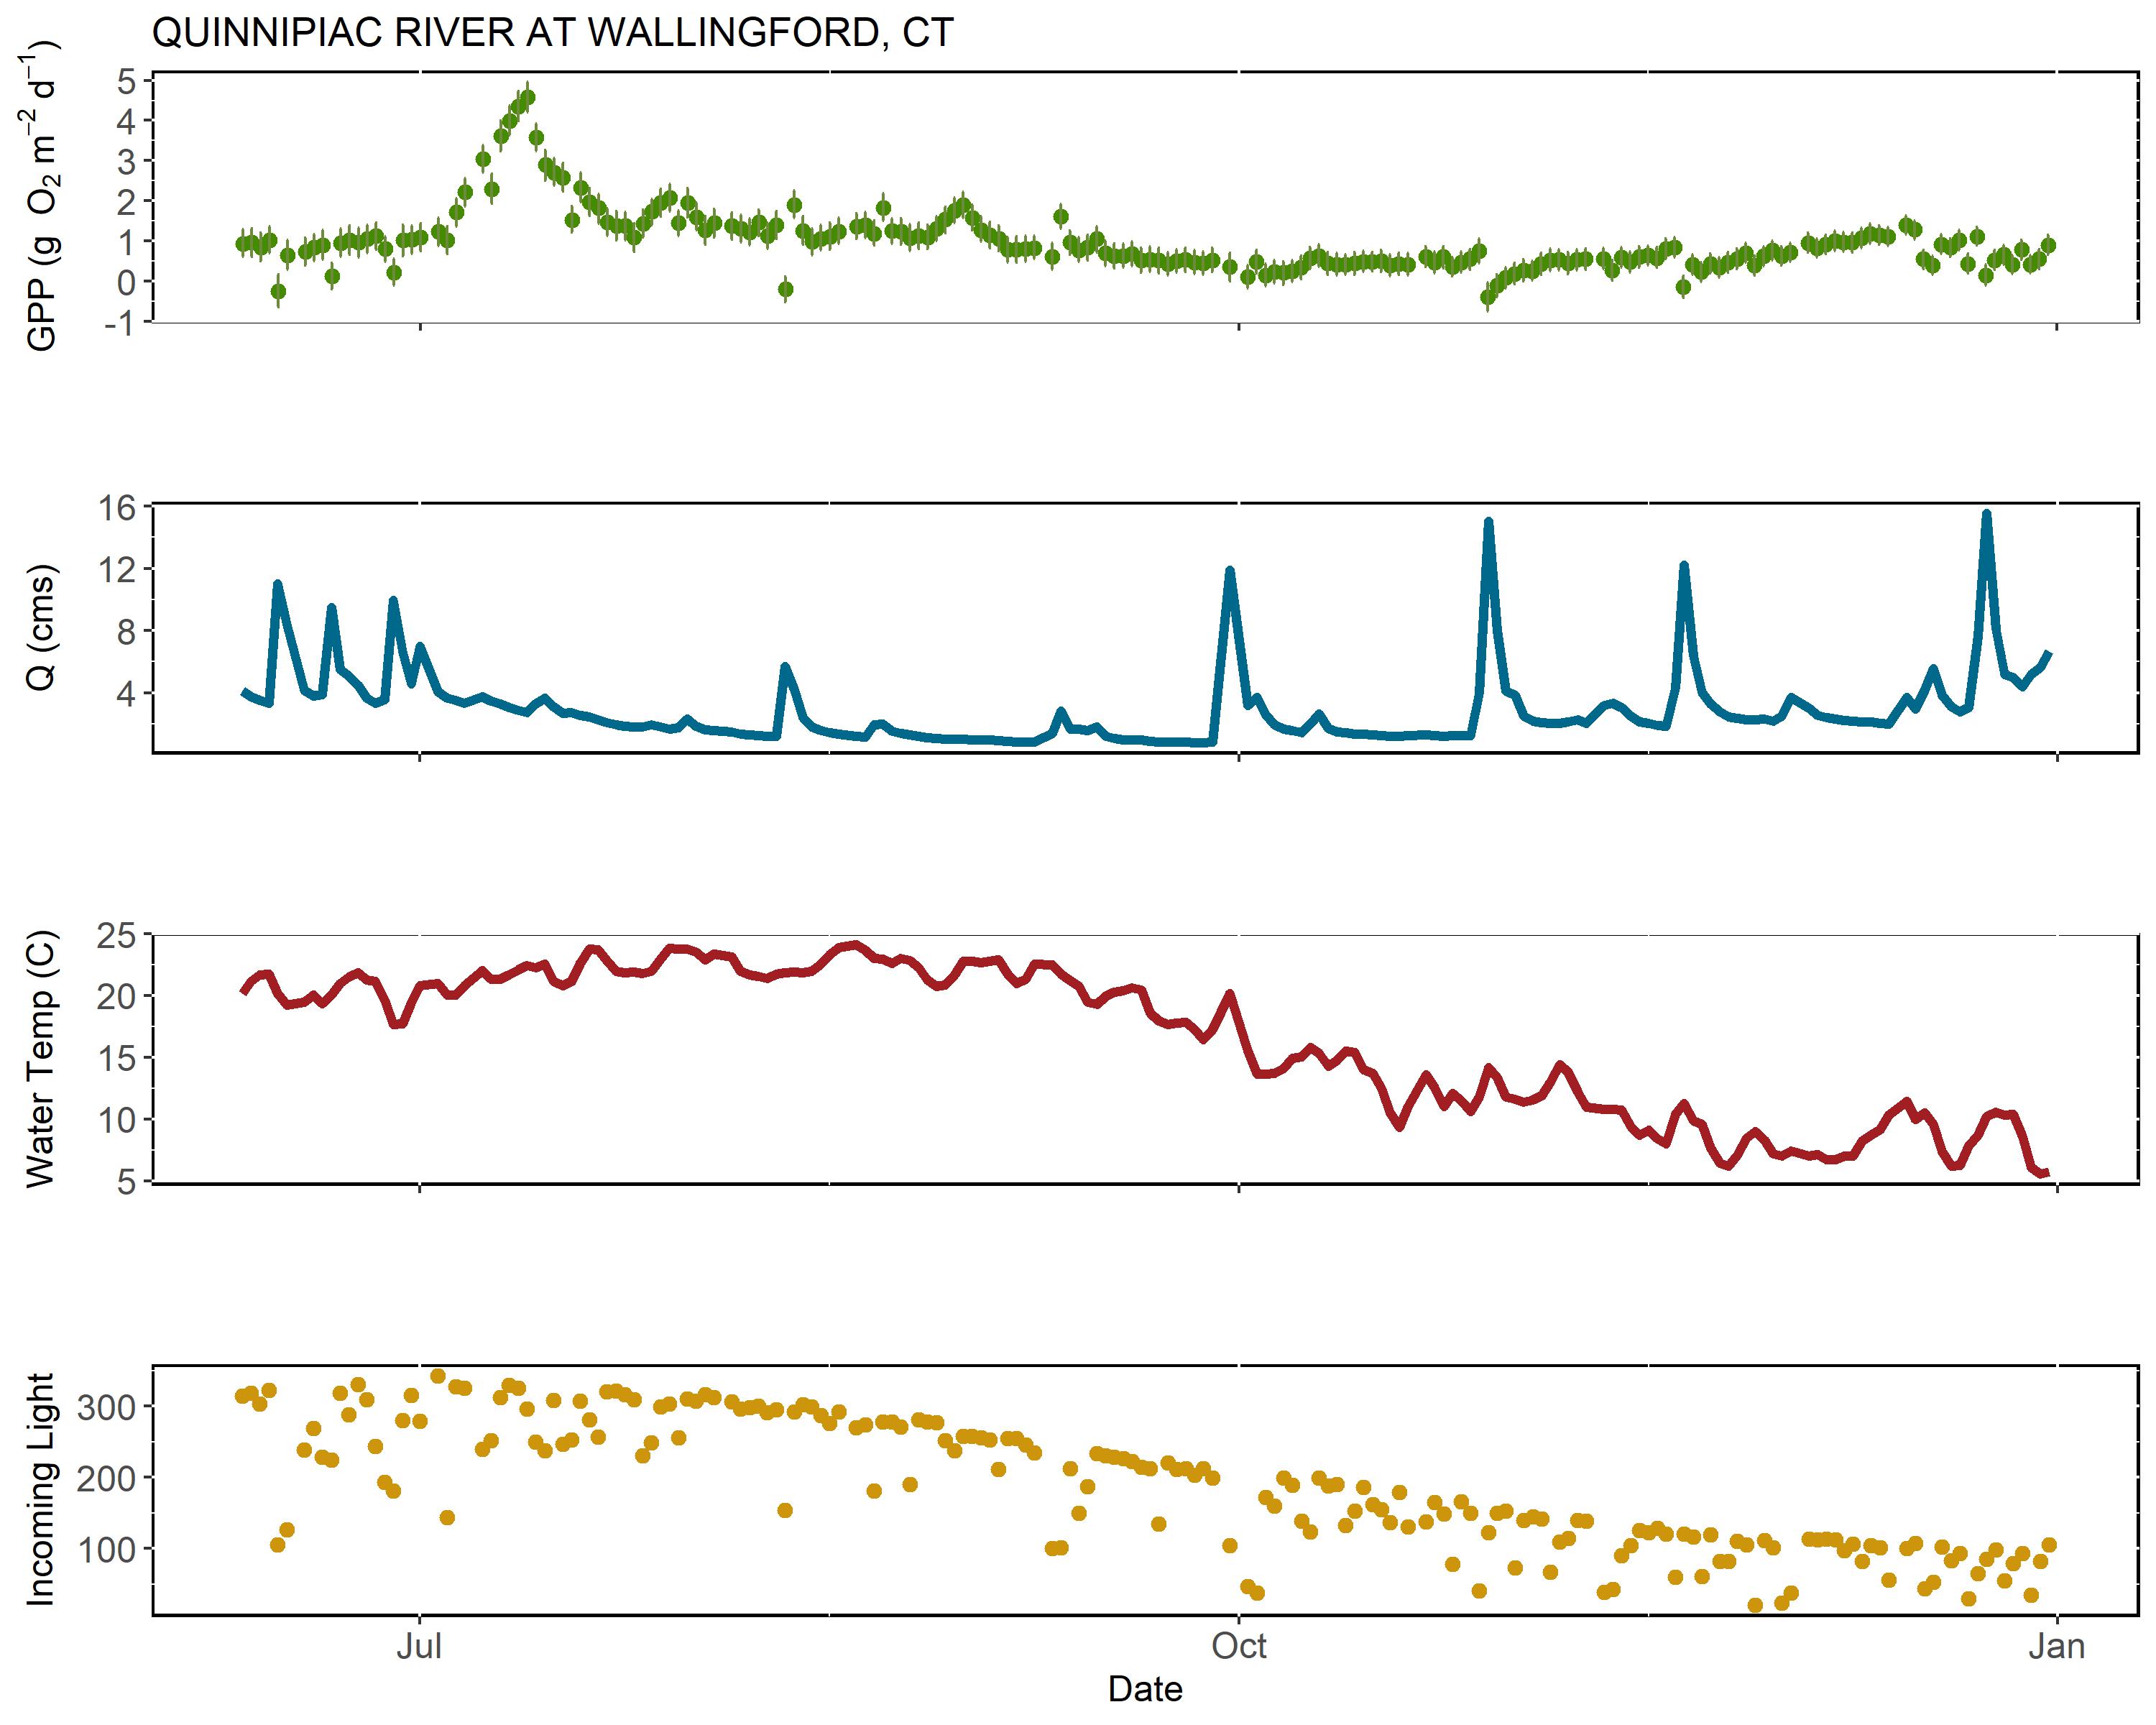 QUINNIPIAC RIVER AT WALLINGFORD, CT
GPP (g O₂ m⁻² d⁻¹)
5
4
3
2
1
0
-1
Q (cms)
16
12
8
4
Water Temp (C)
25
20
15
10
5
Incoming Light
300
200
100
Jul Oct Jan
Date